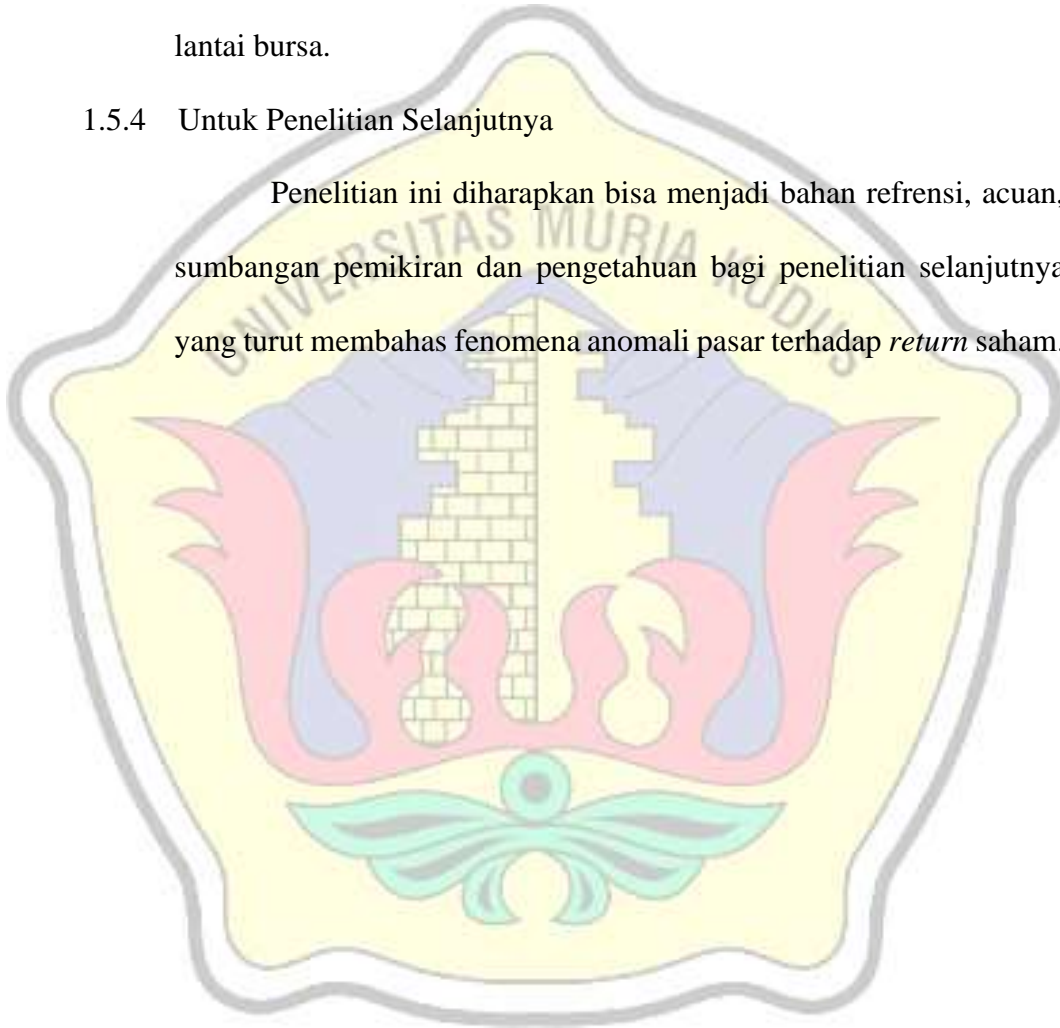 lantai bursa.
1.5.4 Untuk Penelitian Selanjutnya
Penelitian ini diharapkan bisa menjadi bahan refrensi, acuan,
sumbangan pemikiran dan pengetahuan bagi penelitian selanjutnya
yang turut membahas fenomena anomali pasar terhadap return saham.
UNIVERSITAS MURIA KUDUS